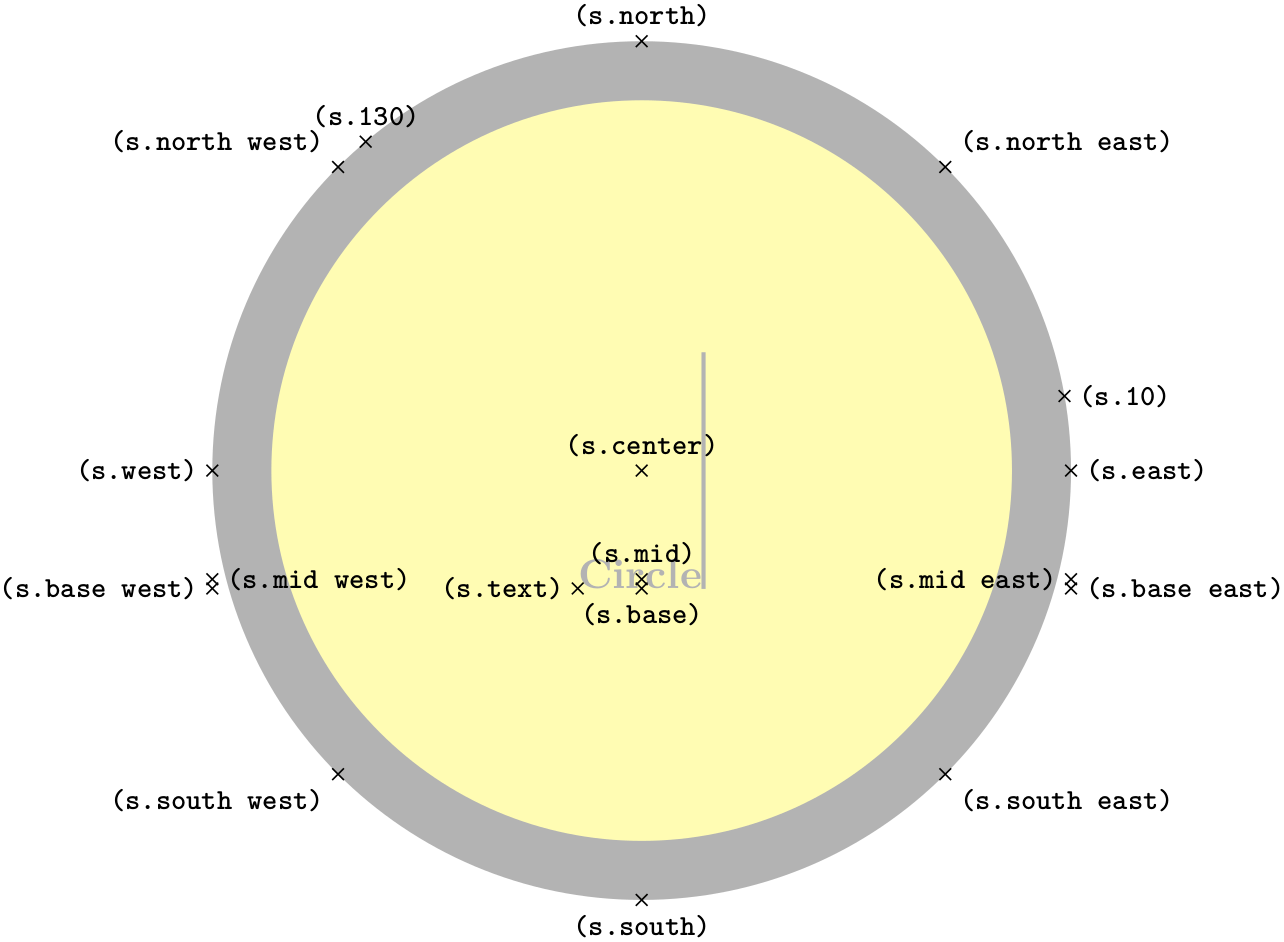 (s.north)
(s.130)
(s.north west)
(s.north east)
(s.10)
(s.center)
(s.west)
(s.east)
(s.mid)
Circle
(s.mid west)
(s.mid east)
(s.base west)
(s.text)
(s.base east)
(s.base)
(s.south west)
(s.south east)
(s.south)